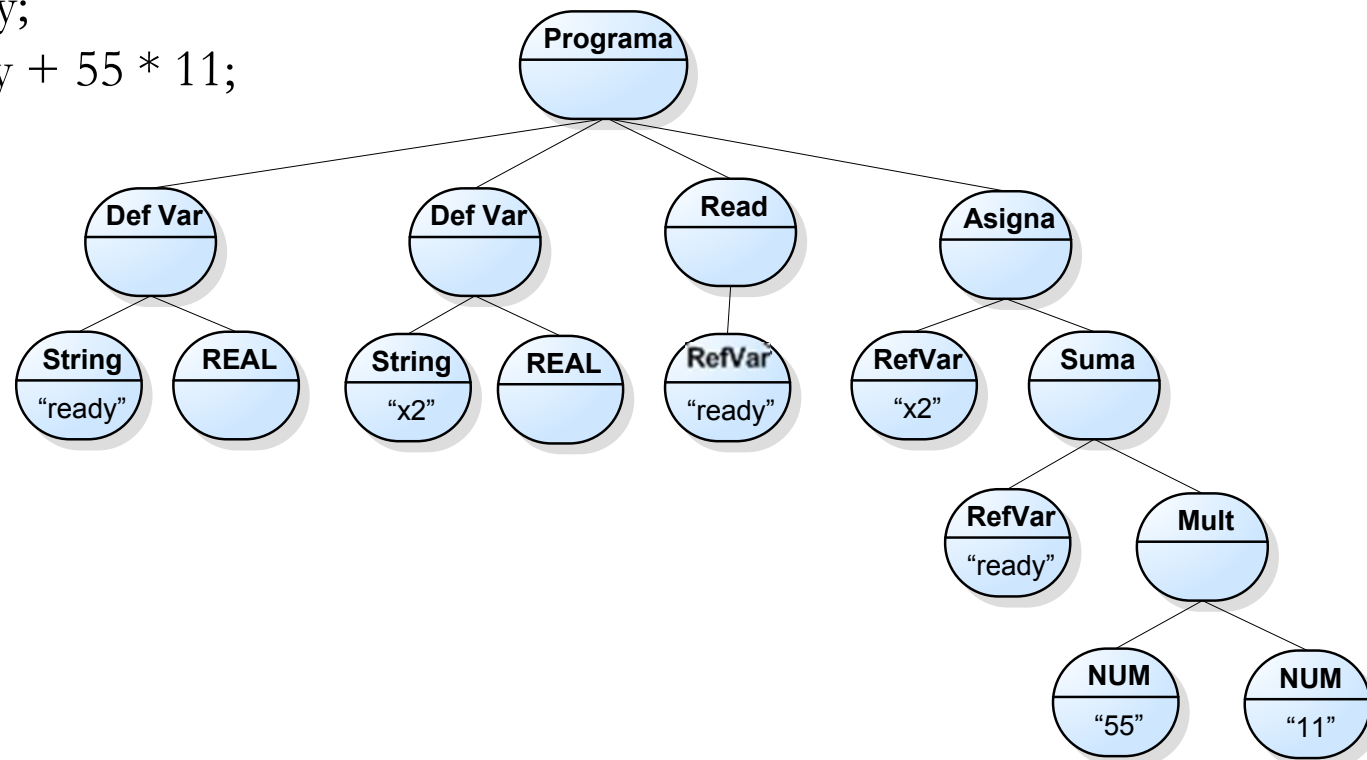 y;
y + 55 * 11;
Programa
Def Var
Def Var
Read
Asigna
String
“ready”
REAL
String
“x2”
REAL
RefVar
“ready”
RefVar
“x2”
Suma
RefVar
“ready”
Mult
NUM
“55”
NUM
“11”